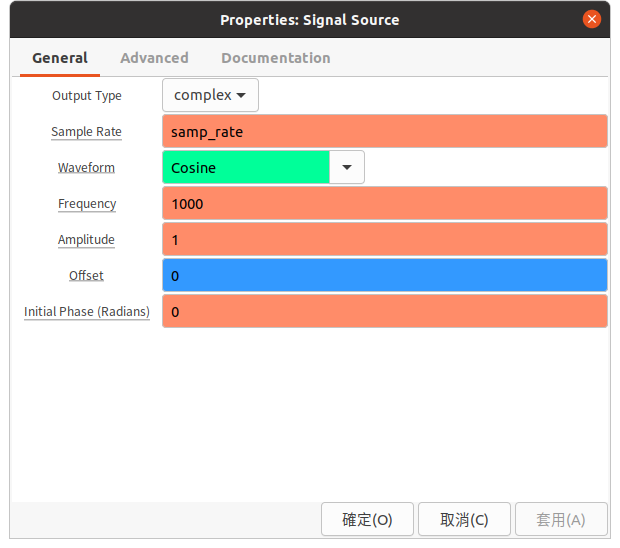 Properties: Signal Source
General Advanced Documentation
Output Type complex
Sample Rate samp_rate
Waveform Cosine
Frequency 1000
Amplitude 1
Offset 0
Initial Phase (Radians) 0
確定(O) 取消(C) 套用(A)